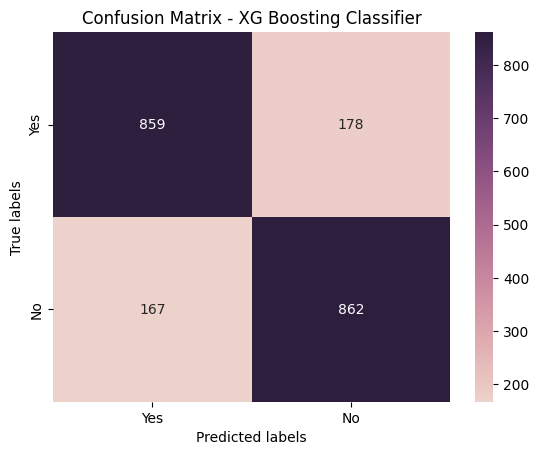 Confusion Matrix - XG Boosting Classifier
True labels
Yes
859
178
No
167
862
Yes
No
Predicted labels
800
700
600
500
400
300
200